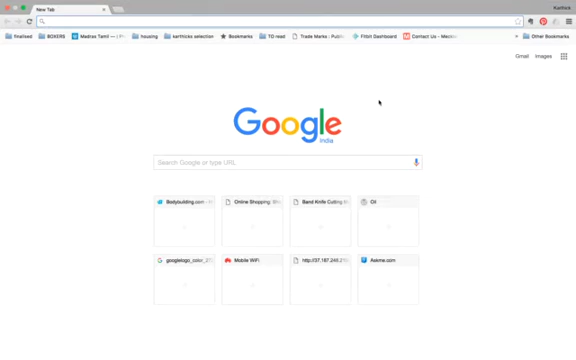 New Tab
Karthick
finalised
BOXERS
Madras Tamil — | P
housing
karthicks selection
Bookmarks
TO read
Trade Marks : Public
Fitbit Dashboard
Contact Us - Mecc
»
Other Bookmarks
Gmail Images
Google
India
Search Google or type URL
Bodybuilding.com -
Online Shopping:
Band Knife Cutting
Oil
googlelogo_color_27
Mobile WiFi
http://37.187.248.21
Askme.com